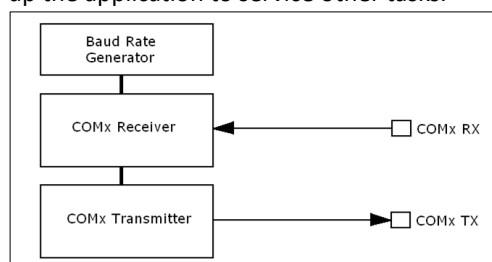 up the application to service other tasks.
Baud Rate
Generator
COMx Receiver
COMx RX
COMx Transmitter
COMx TX